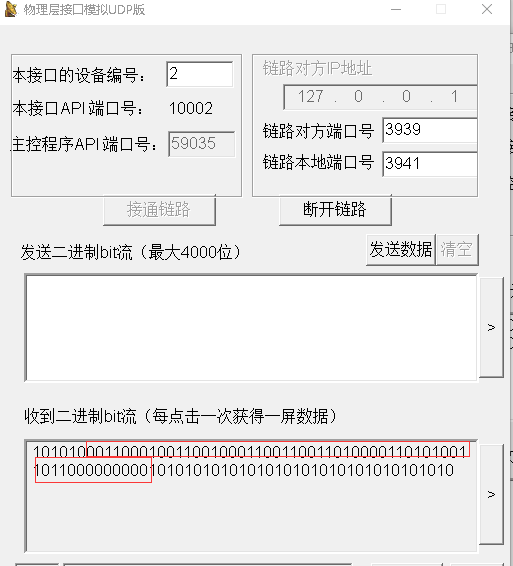 物理层接口模拟UDP版
本接口的设备编号： 2
本接口API端口号： 10002
主控程序API端口号： 59035
链路对方IP地址
127 . 0 . 0 . 1
链路对方端口号 3939
链路本地端口号 3941
接通链路
断开链路
发送二进制bit流（最大4000位）
发送数据
清空
>
收到二进制bit流（每点击一次获得一屏数据）
1010100011000100110010001100110011010000110101001
1011000000000101010101010101010101010101010101010
>